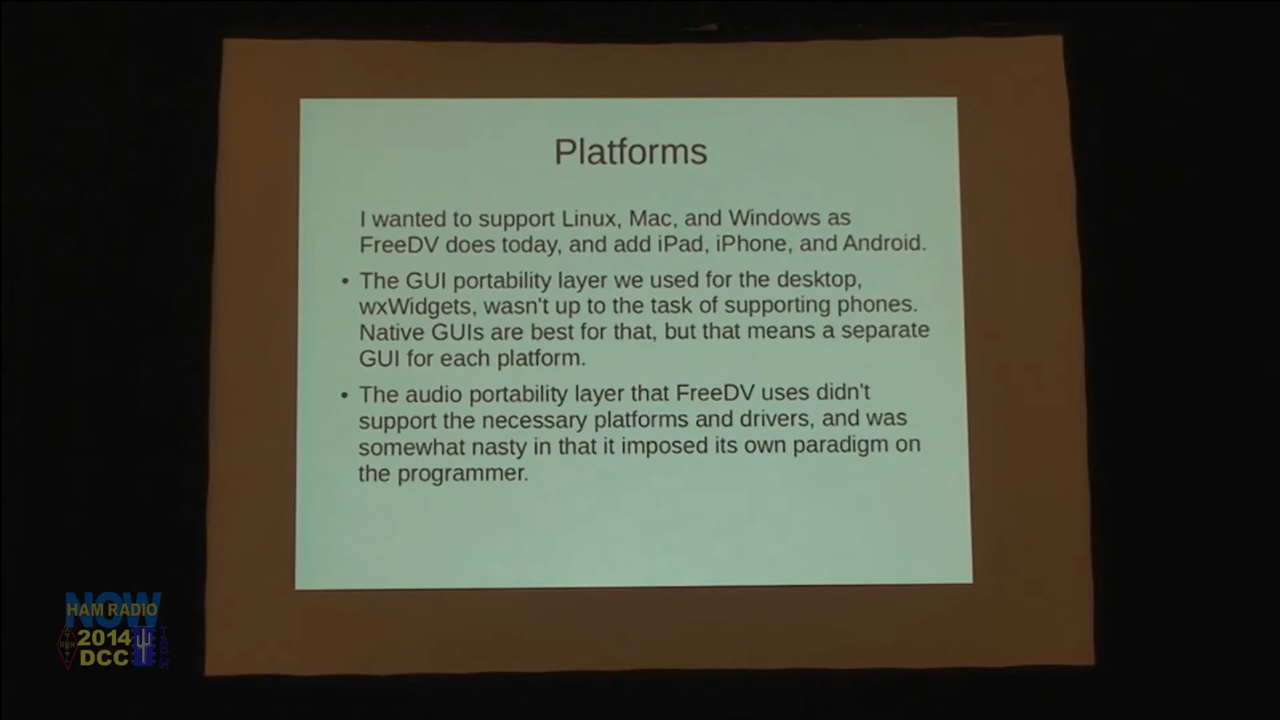 Platforms
I wanted to support Linux, Mac, and Windows as
FreeDV does today, and add iPad, iPhone, and Android.
• The GUI portability layer we used for the desktop,
wxWidgets, wasn't up to the task of supporting phones.
Native GUIs are best for that, but that means a separate
GUI for each platform.
• The audio portability layer that FreeDV uses didn't
support the necessary platforms and drivers, and was
somewhat nasty in that it imposed its own paradigm on
the programmer.
NOW
HAM RADIO
2014
DCC